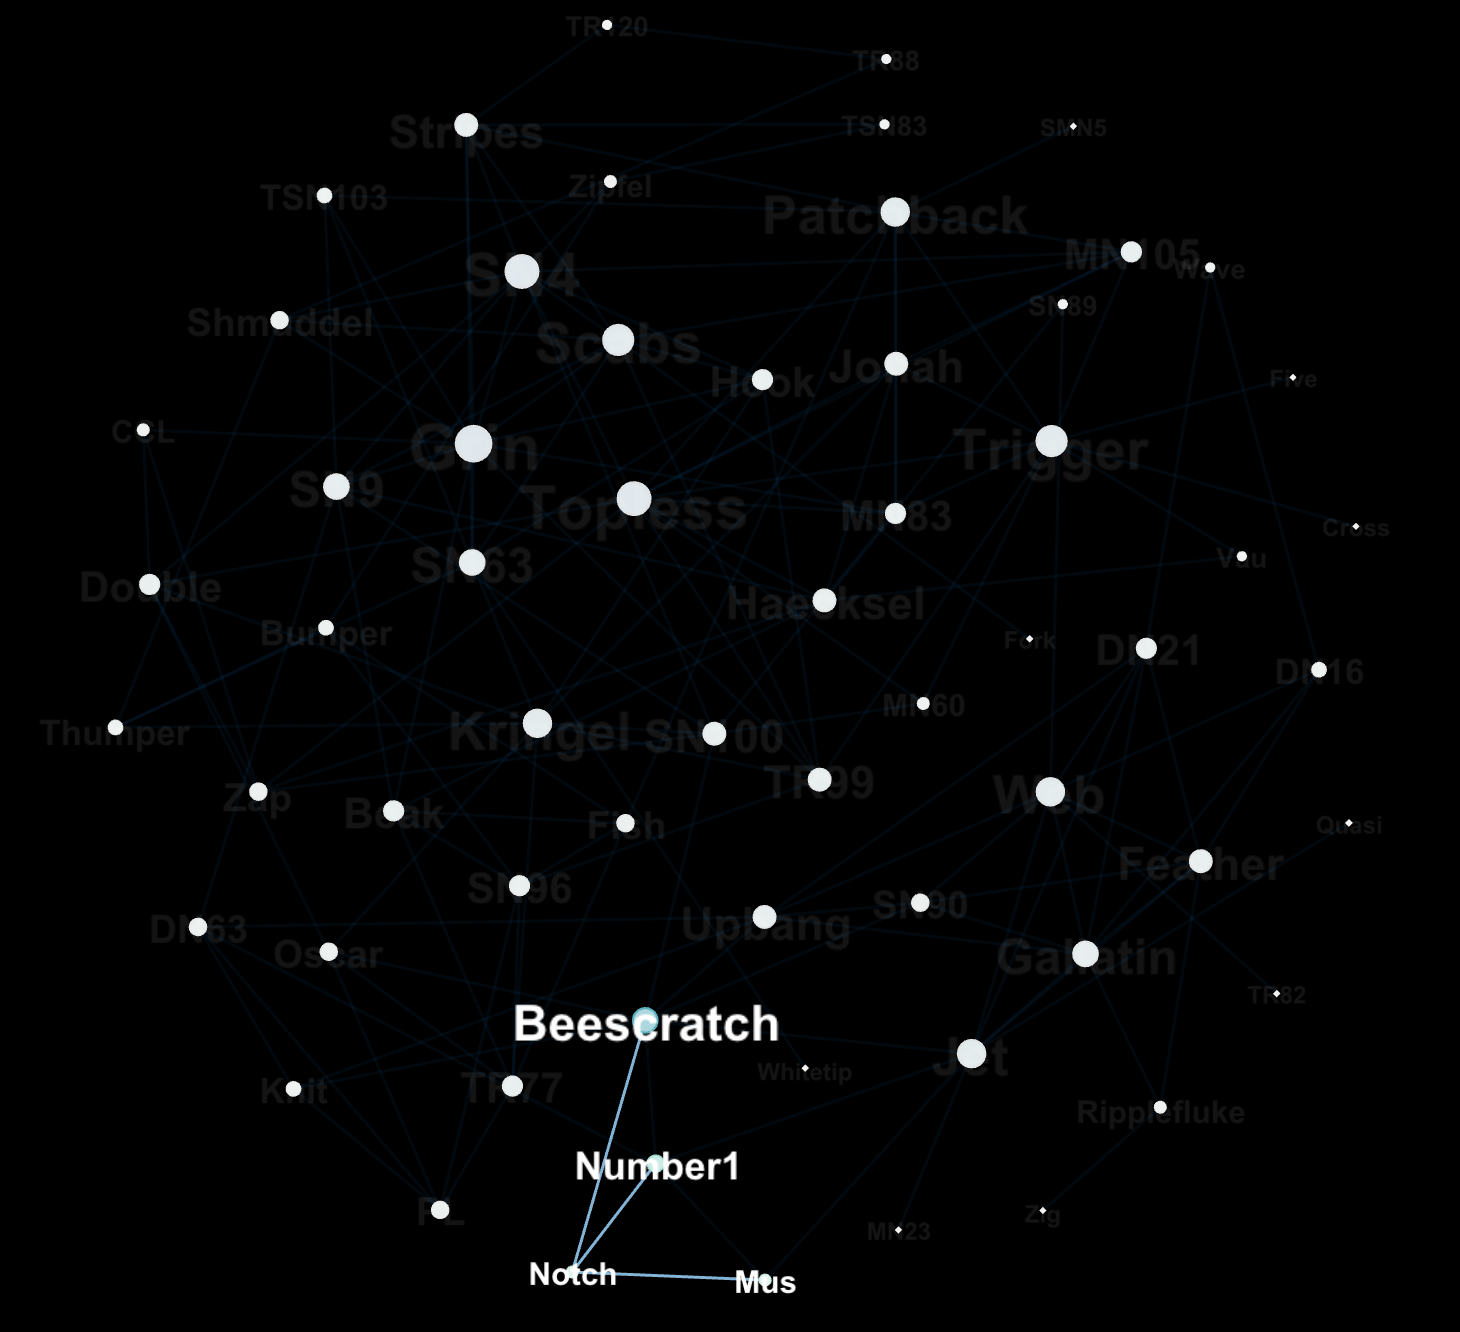 TR120
TR88
Stripes
TSN83
SMN5
Zipfel
TSN103
Patchback
MN105
Wave
SN4
SN89
Shmuddel
Scabs
Jonah
Five
Hook
CCL
Grin
Trigger
SN9
Topless
MN83
Cross
Vau
SN63
Double
Haecksel
Bumper
Fork
DN21
DN16
MN60
Thumper
Kringel
SN100
TR99
Web
Zap
Beak
Fish
Quasi
Feather
SN96
SN90
DN63
Upbang
Oscar
Gallatin
TR82
Beescratch
Jet
Whitetip
Knit
TR77
Ripplefluke
Number1
PL
Zig
MN23
Notch
Mus